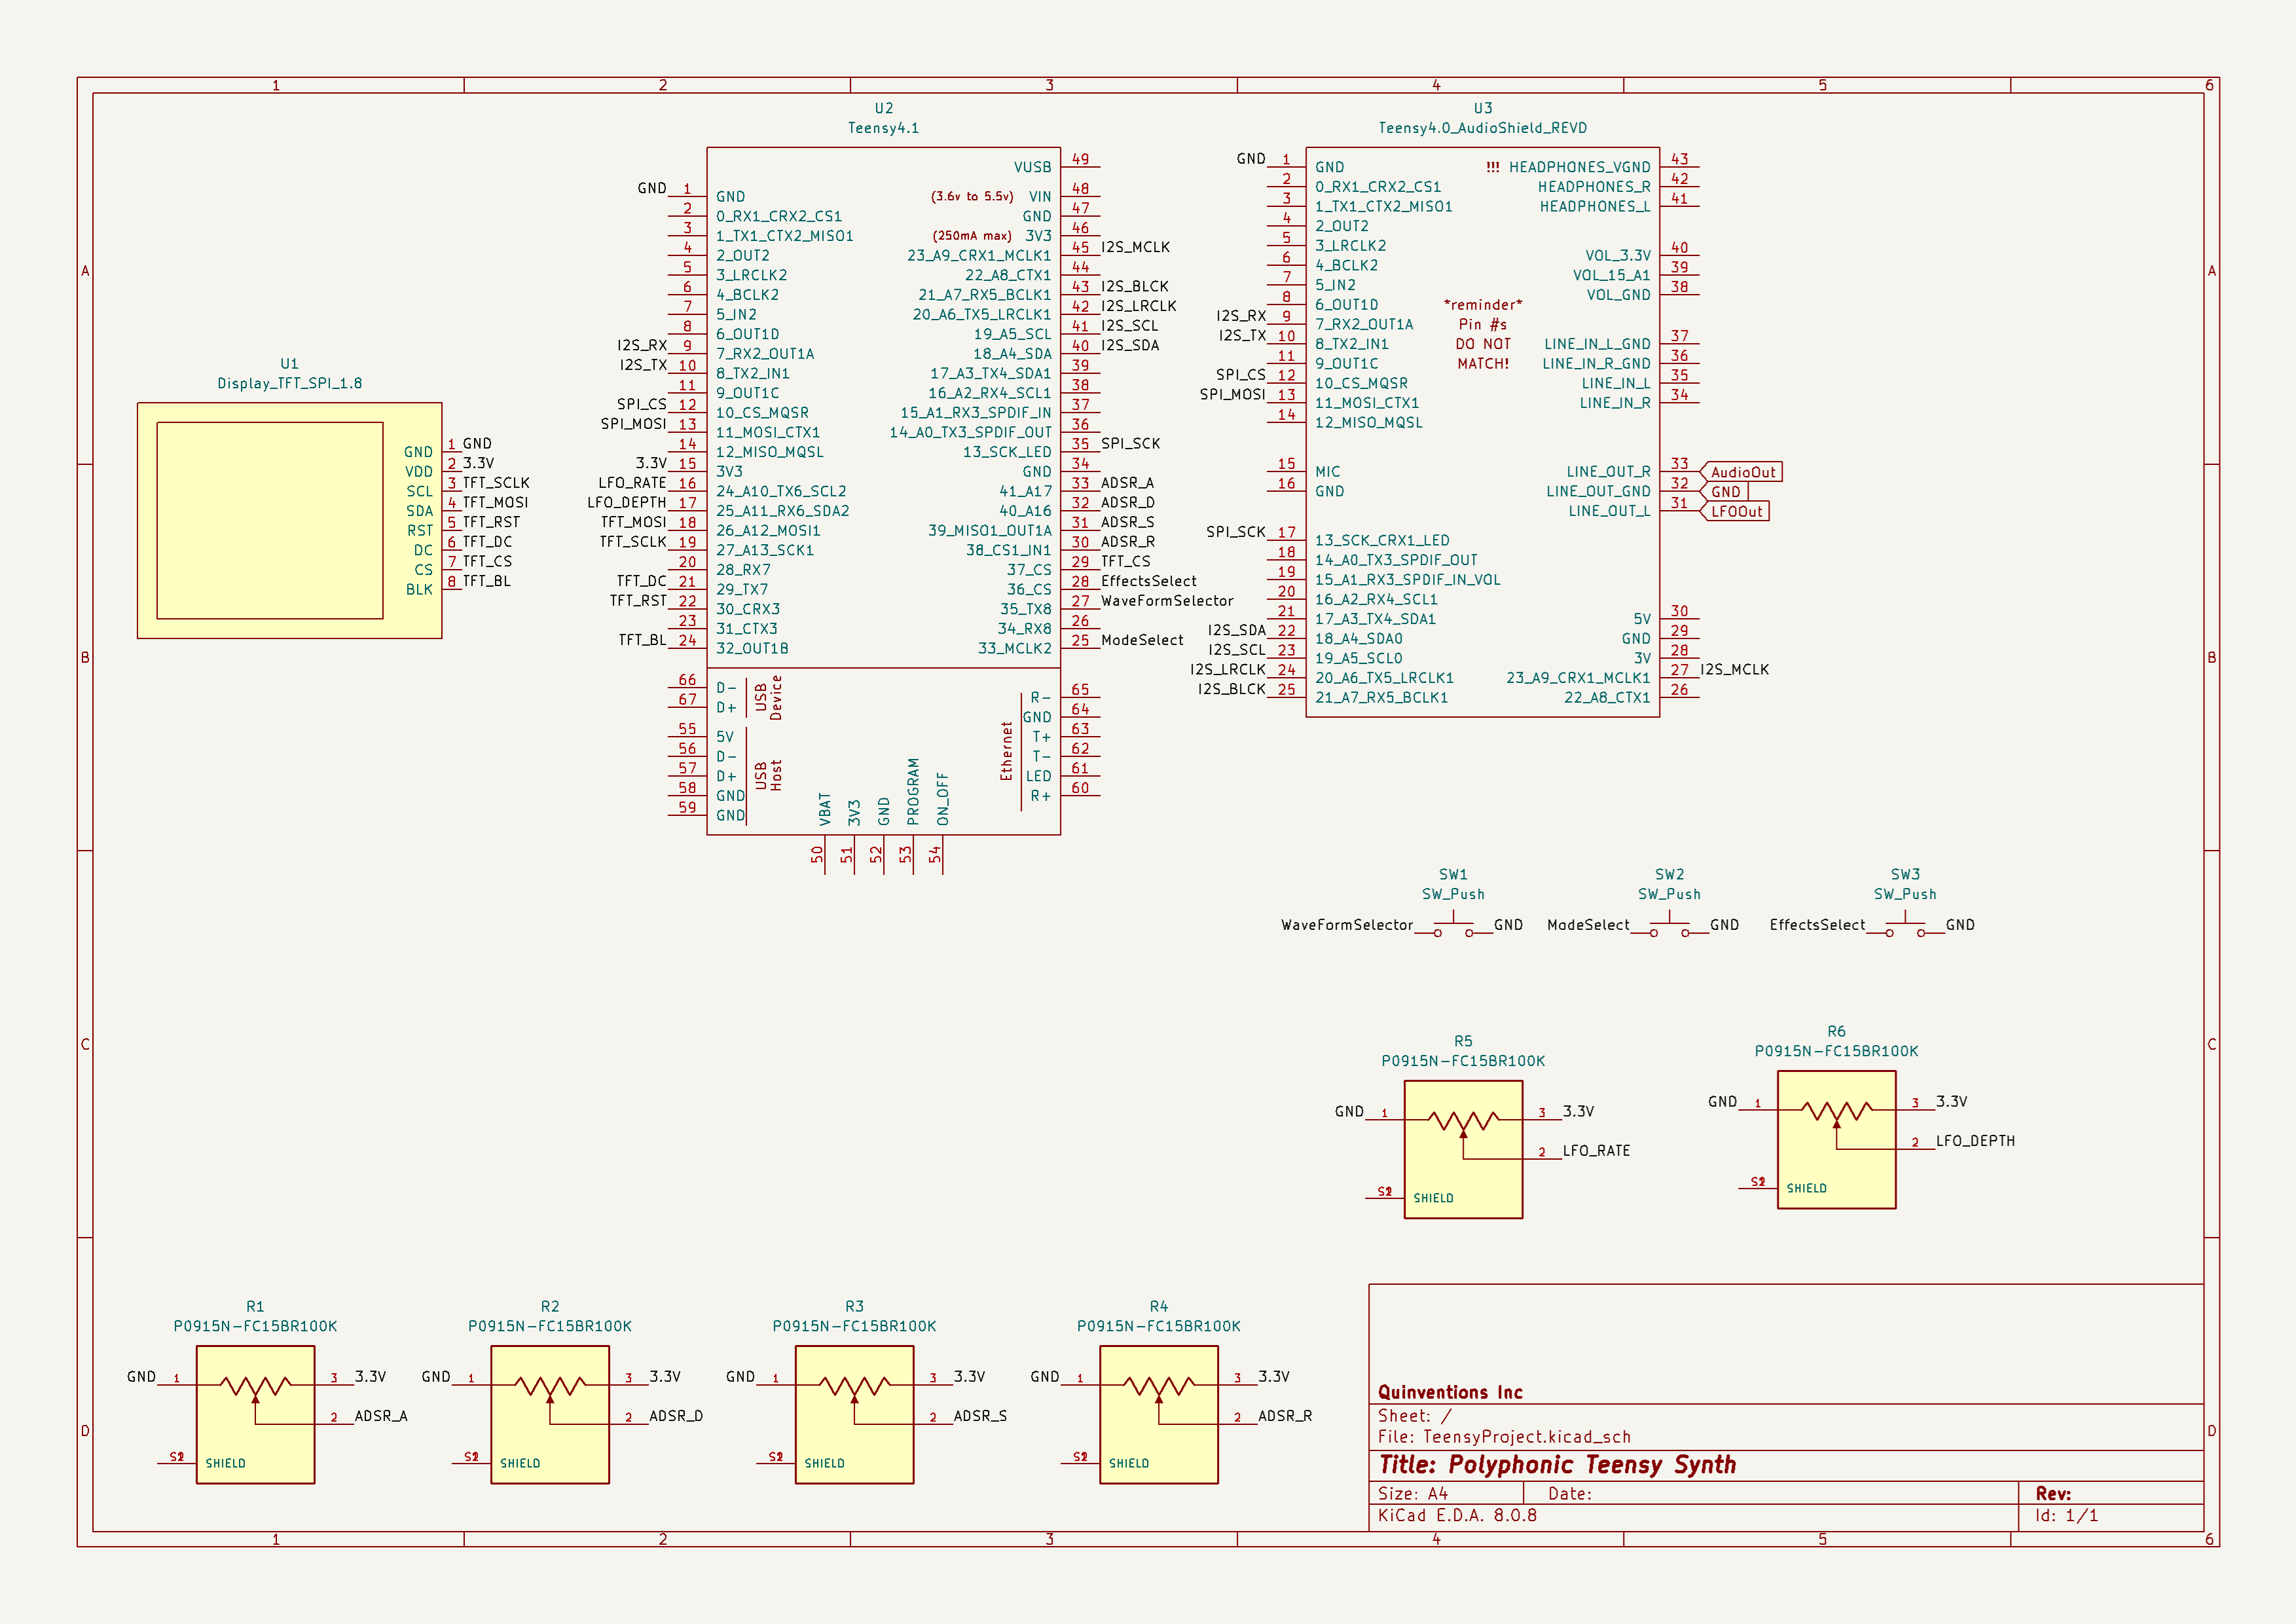 1 2 3 4 5 6
A A
B B
C C
D D
U1
Display_TFT_SPI_1.8
GND 1 GND
VDD 2 3.3V
SCL 3 TFT_SCLK
SDA 4 TFT_MOSI
RST 5 TFT_RST
DC 6 TFT_DC
CS 7 TFT_CS
BLK 8 TFT_BL
U2
Teensy4.1
VUSB 49
GND 1 GND (3.6v to 5.5v) VIN 48
2 0_RX1_CRX2_CS1 GND 47
3 1_TX1_CTX2_MISO1 (250mA max) 3V3 46
4 2_OUT2 23_A9_CRX1_MCLK1 45 I2S_MCLK
5 3_LRCLK2 22_A8_CTX1 44
6 4_BCLK2 21_A7_RX5_BCLK1 43 I2S_BLCK
7 5_IN2 20_A6_TX5_LRCLK1 42 I2S_LRCLK
8 6_OUT1D 19_A5_SCL 41 I2S_SCL
I2S_RX 9 7_RX2_OUT1A 18_A4_SDA 40 I2S_SDA
I2S_TX 10 8_TX2_IN1 17_A3_TX4_SDA1 39
11 9_OUT1C 16_A2_RX4_SCL1 38
SPI_CS 12 10_CS_MQSR 15_A1_RX3_SPDIF_IN 37
SPI_MOSI 13 11_MOSI_CTX1 14_A0_TX3_SPDIF_OUT 36
14 12_MISO_MQSL 13_SCK_LED 35 SPI_SCK
3.3V 15 3V3 GND 34
LFO_RATE 16 24_A10_TX6_SCL2 41_A17 33 ADSR_A
LFO_DEPTH 17 25_A11_RX6_SDA2 40_A16 32 ADSR_D
TFT_MOSI 18 26_A12_MOSI1 39_MISO1_OUT1A 31 ADSR_S
TFT_SCLK 19 27_A13_SCK1 38_CS1_IN1 30 ADSR_R
20 28_RX7 37_CS 29 TFT_CS
TFT_DC 21 29_TX7 36_CS 28 EffectsSelect
TFT_RST 22 30_CRX3 35_TX8 27 WaveFormSelector
23 31_CTX3 34_RX8 26
TFT_BL 24 32_OUT1B 33_MCLK2 25 ModeSelect
66 D-
67 D+
USB Device
55 5V
56 D-
57 D+
58 GND
59 GND
USB Host
R- 65
GND 64
T+ 63
T- 62
LED 61
R+ 60
Ethernet
VBAT 3V3 GND PROGRAM ON_OFF
50 51 52 53 54
U3
Teensy4.0_AudioShield_REVD
GND 1 GND !!! HEADPHONES_VGND 43
2 0_RX1_CRX2_CS1 HEADPHONES_R 42
3 1_TX1_CTX2_MISO1 HEADPHONES_L 41
4 2_OUT2
5 3_LRCLK2 VOL_3.3V 40
6 4_BCLK2 VOL_15_A1 39
7 5_IN2 VOL_GND 38
8 6_OUT1D *reminder*
I2S_RX 9 7_RX2_OUT1A Pin #s
I2S_TX 10 8_TX2_IN1 DO NOT LINE_IN_L_GND 37
11 9_OUT1C MATCH! LINE_IN_R_GND 36
SPI_CS 12 10_CS_MQSR LINE_IN_L 35
SPI_MOSI 13 11_MOSI_CTX1 LINE_IN_R 34
14 12_MISO_MQSL
15 MIC LINE_OUT_R 33 AudioOut
16 GND LINE_OUT_GND 32 GND
LINE_OUT_L 31 LFOOut
SPI_SCK 17 13_SCK_CRX1_LED
18 14_A0_TX3_SPDIF_OUT
19 15_A1_RX3_SPDIF_IN_VOL
20 16_A2_RX4_SCL1
21 17_A3_TX4_SDA1 5V 30
I2S_SDA 22 18_A4_SDA0 GND 29
I2S_SCL 23 19_A5_SCL0 3V 28
I2S_LRCLK 24 20_A6_TX5_LRCLK1 23_A9_CRX1_MCLK1 27 I2S_MCLK
I2S_BLCK 25 21_A7_RX5_BCLK1 22_A8_CTX1 26
SW1
SW_Push
WaveFormSelector GND
SW2
SW_Push
ModeSelect GND
SW3
SW_Push
EffectsSelect GND
R5
P0915N-FC15BR100K
GND 1 3 3.3V
2 LFO_RATE
SHIELD
R6
P0915N-FC15BR100K
GND 1 3 3.3V
2 LFO_DEPTH
SHIELD
R1
P0915N-FC15BR100K
GND 1 3 3.3V
2 ADSR_A
SHIELD
R2
P0915N-FC15BR100K
GND 1 3 3.3V
2 ADSR_D
SHIELD
R3
P0915N-FC15BR100K
GND 1 3 3.3V
2 ADSR_S
SHIELD
R4
P0915N-FC15BR100K
GND 1 3 3.3V
2 ADSR_R
SHIELD
Quinventions Inc
Sheet: /
File: TeensyProject.kicad_sch
Title: Polyphonic Teensy Synth
Size: A4 Date: Rev:
KiCad E.D.A. 8.0.8 Id: 1/1
1 2 3 4 5 6